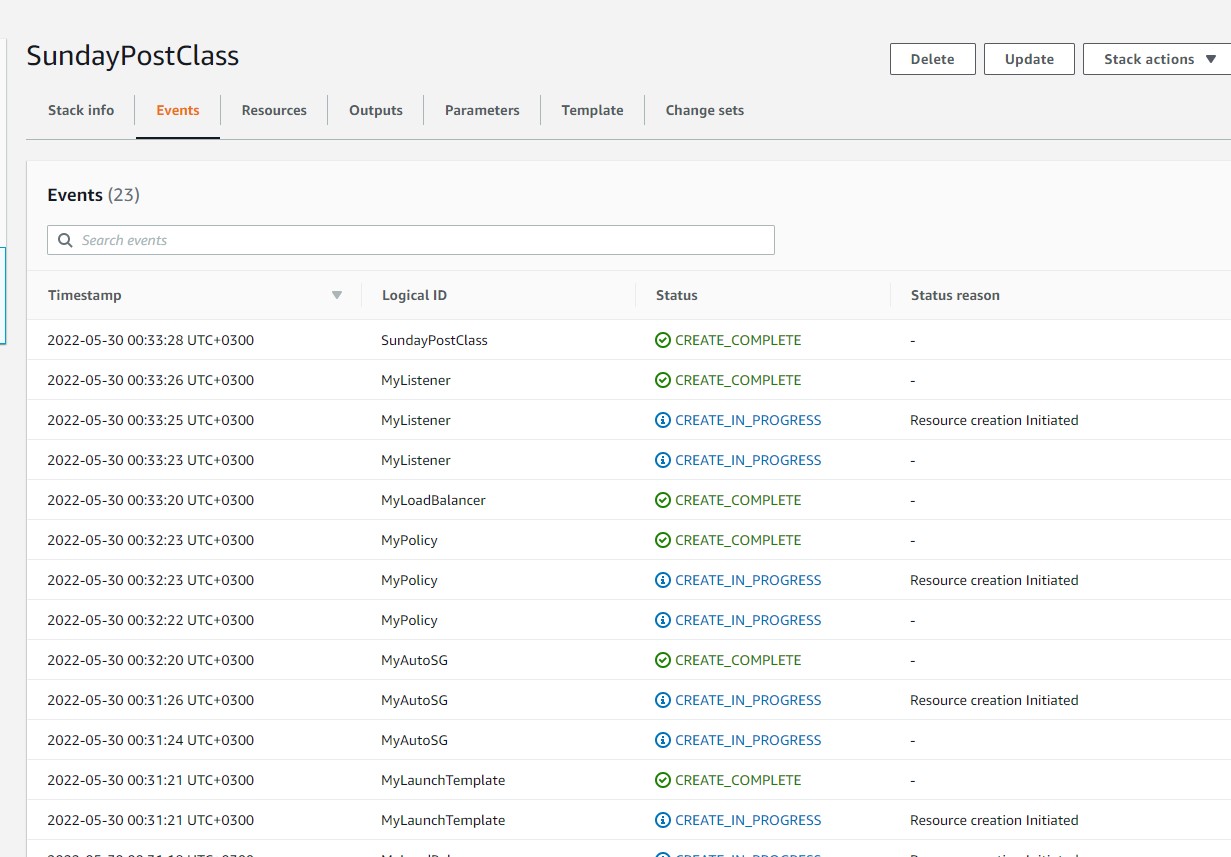 SundayPostClass
Delete Update Stack actions
Stack info Events Resources Outputs Parameters Template Change sets
Events (23)
Search events
Timestamp Logical ID Status Status reason
2022-05-30 00:33:28 UTC+0300 SundayPostClass CREATE_COMPLETE -
2022-05-30 00:33:26 UTC+0300 MyListener CREATE_COMPLETE -
2022-05-30 00:33:25 UTC+0300 MyListener CREATE_IN_PROGRESS Resource creation Initiated
2022-05-30 00:33:23 UTC+0300 MyListener CREATE_IN_PROGRESS -
2022-05-30 00:33:20 UTC+0300 MyLoadBalancer CREATE_COMPLETE -
2022-05-30 00:32:23 UTC+0300 MyPolicy CREATE_COMPLETE -
2022-05-30 00:32:23 UTC+0300 MyPolicy CREATE_IN_PROGRESS Resource creation Initiated
2022-05-30 00:32:22 UTC+0300 MyPolicy CREATE_IN_PROGRESS -
2022-05-30 00:32:20 UTC+0300 MyAutoSG CREATE_COMPLETE -
2022-05-30 00:31:26 UTC+0300 MyAutoSG CREATE_IN_PROGRESS Resource creation Initiated
2022-05-30 00:31:24 UTC+0300 MyAutoSG CREATE_IN_PROGRESS -
2022-05-30 00:31:21 UTC+0300 MyLaunchTemplate CREATE_COMPLETE -
2022-05-30 00:31:21 UTC+0300 MyLaunchTemplate CREATE_IN_PROGRESS Resource creation Initiated